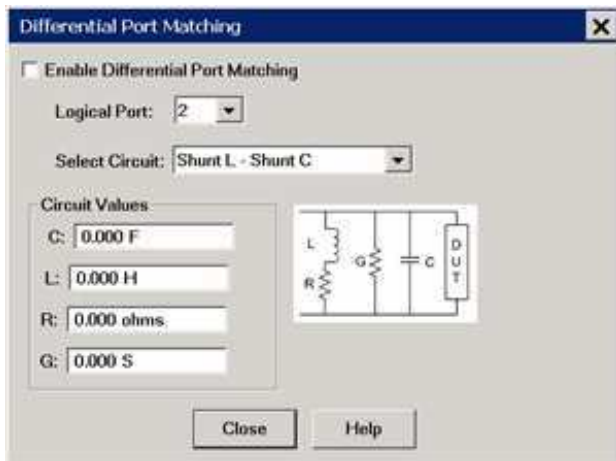 Differential Port Matching
Enable Differential Port Matching
Logical Port: 2
Select Circuit: Shunt L - Shunt C
Circuit Values
C: 0.000 F
L: 0.000 H
R: 0.000 ohms
G: 0.000 S
L
R
G
C
D
U
T
Close
Help